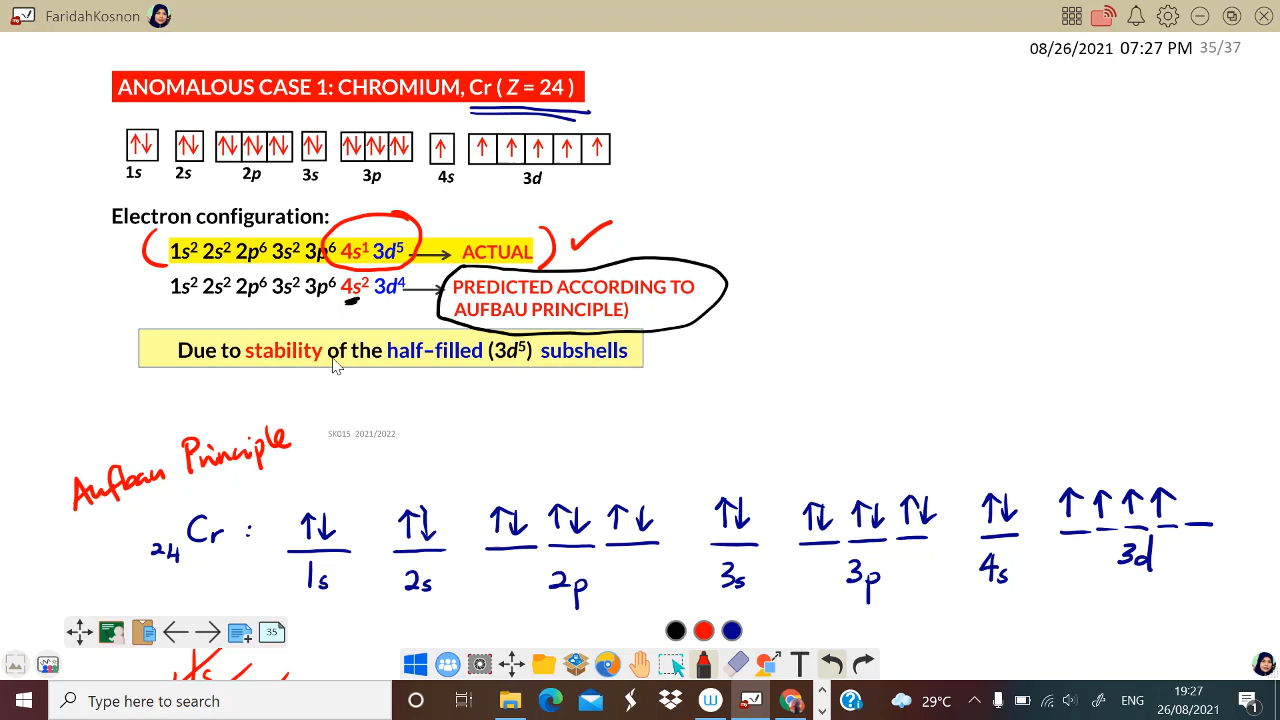 FaridahKosnon
08/26/2021 07:27 PM 35/37
ANOMALOUS CASE 1: CHROMIUM, Cr ( Z = 24 )
1s 2s 2p 3s 3p 4s 3d
Electron configuration:
1s² 2s² 2p⁶ 3s² 3p⁶ 4s¹ 3d⁵ → ACTUAL
1s² 2s² 2p⁶ 3s² 3p⁶ 4s² 3d⁴ → PREDICTED ACCORDING TO
AUFBAU PRINCIPLE)
Due to stability of the half–filled (3d⁵) subshells
SK015 2021/2022
Aufbau Principle
₂₄Cr : ↑↓ ↑↓ ↑↓ ↑↓ ↑↓ ↑↓ ↑↓ ↑↓ ↑↓ ↑↓ ↑ ↑ ↑ ↑
1s 2s 2p 3s 3p 4s 3d
35
Type here to search
29°C
ENG
19:27
26/08/2021
1